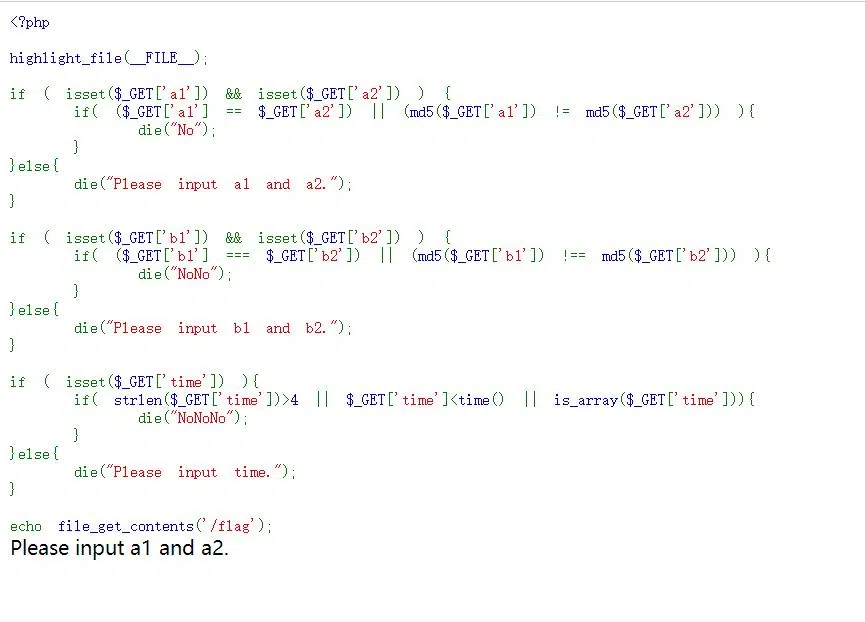 <?php
highlight_file(__FILE__);
if ( isset($_GET['a1']) && isset($_GET['a2']) ) {
if( ($_GET['a1'] == $_GET['a2']) || (md5($_GET['a1']) != md5($_GET['a2'])) ){
die("No");
}
}else{
die("Please input a1 and a2.");
}
if ( isset($_GET['b1']) && isset($_GET['b2']) ) {
if( ($_GET['b1'] === $_GET['b2']) || (md5($_GET['b1']) !== md5($_GET['b2'])) ){
die("NoNo");
}
}else{
die("Please input b1 and b2.");
}
if ( isset($_GET['time']) ){
if( strlen($_GET['time'])>4 || $_GET['time']<time() || is_array($_GET['time'])){
die("NoNoNo");
}
}else{
die("Please input time.");
}
echo file_get_contents('/flag');
Please input a1 and a2.